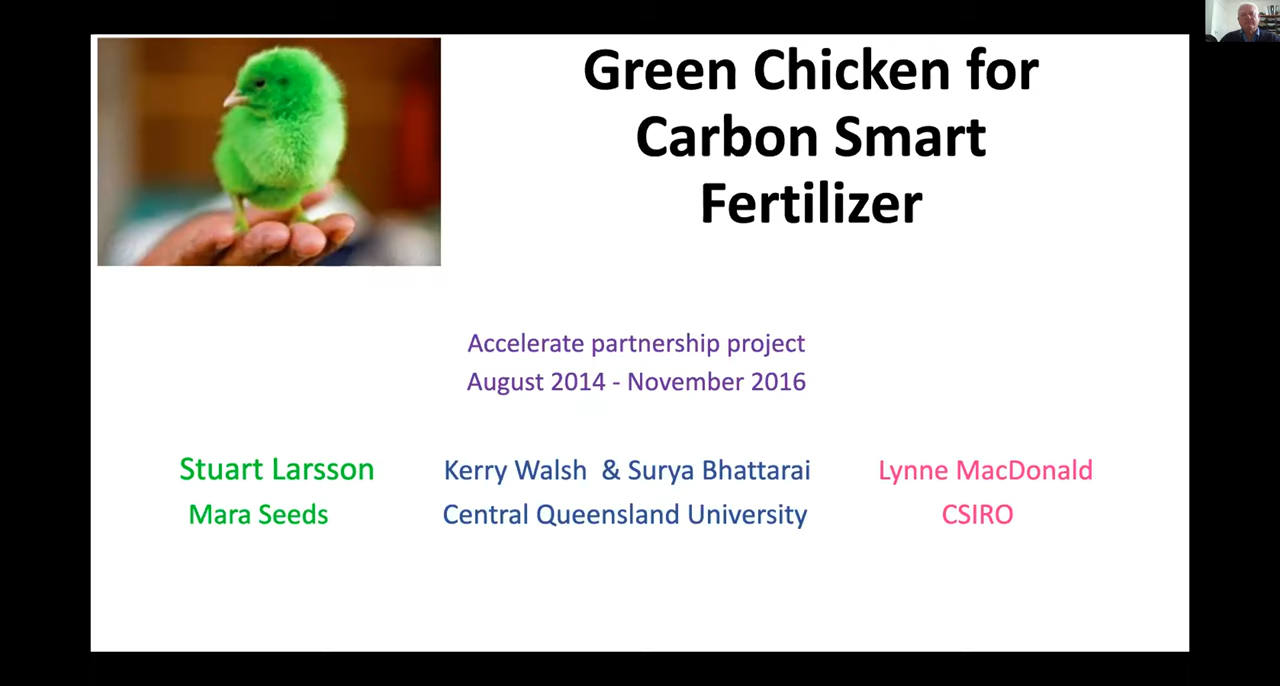 Green Chicken for
Carbon Smart
Fertilizer
Accelerate partnership project
August 2014 - November 2016
Stuart Larsson
Kerry Walsh & Surya Bhattarai
Lynne MacDonald
Mara Seeds
Central Queensland University
CSIRO